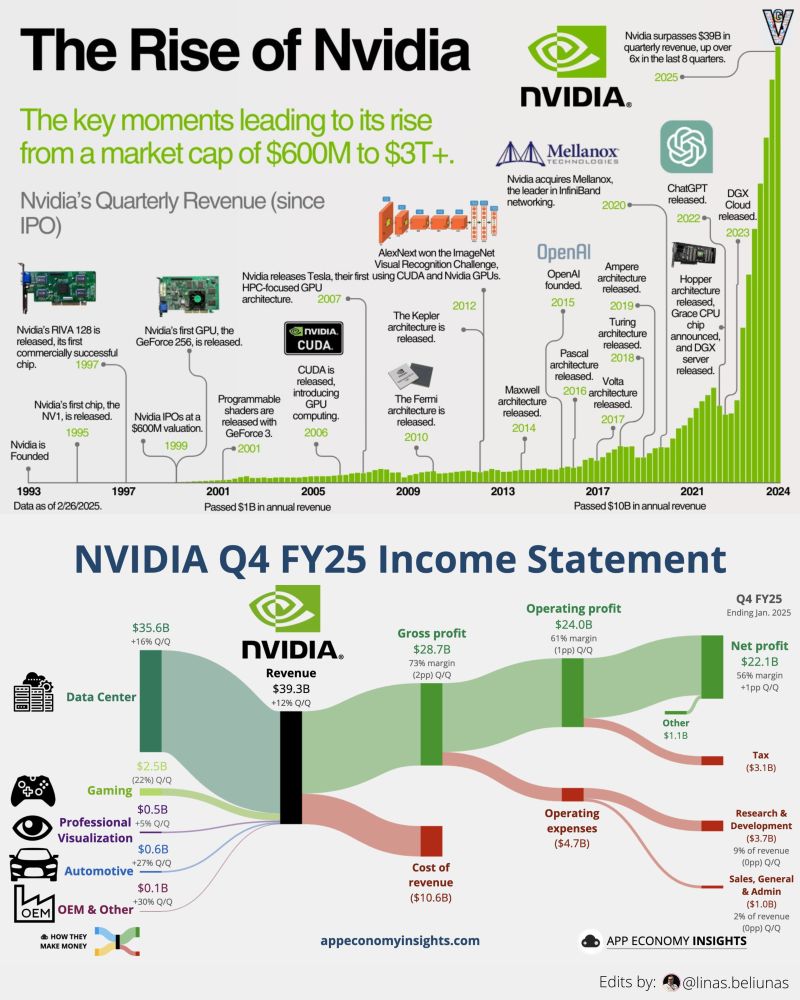 The Rise of Nvidia
The key moments leading to its rise
from a market cap of $600M to $3T+.
Nvidia's Quarterly Revenue (since
IPO)
NVIDIA.
Nvidia surpasses $39B in
quarterly revenue, up over
6x in the last 8 quarters.
2025
Mellanox
TECHNOLOGIES
Nvidia acquires Mellanox,
the leader in InfiniBand
networking.
2020
ChatGPT
released.
2022
DGX
Cloud
released.
2023
AlexNext won the ImageNet
Visual Recognition Challenge,
using CUDA and Nvidia GPUs.
2012
Nvidia releases Tesla, their first
HPC-focused GPU
architecture.
2007
OpenAI
OpenAI
founded.
2015
Ampere
architecture
released.
2019
Turing
architecture
released.
2018
Hopper
architecture
released,
Grace CPU
chip
announced,
and DGX
server
released.
Nvidia's RIVA 128 is
released, its first
commercially successful
chip.
1997
Nvidia's first GPU, the
GeForce 256, is released.
NVIDIA.
CUDA.
CUDA is
released,
introducing
GPU
computing.
2006
The Kepler
architecture is
released.
The Fermi
architecture is
released.
2010
Pascal
architecture
released.
2016
Volta
architecture
released.
2017
Maxwell
architecture
released.
2014
Nvidia's first chip, the
NV1, is released.
1995
Nvidia IPOs at a
$600M valuation.
1999
Programmable
shaders are
released with
GeForce 3.
2001
Nvidia is
Founded
1993
1997
2001
2005
2009
2013
2017
2021
2024
Data as of 2/26/2025.
Passed $1B in annual revenue
Passed $10B in annual revenue
NVIDIA Q4 FY25 Income Statement
Q4 FY25
Ending Jan. 2025
NVIDIA.
Revenue
$39.3B
+12% Q/Q
$35.6B
+16% Q/Q
Data Center
$2.5B
(22%) Q/Q
Gaming
$0.5B
+5% Q/Q
Professional
Visualization
$0.6B
+27% Q/Q
Automotive
$0.1B
+30% Q/Q
OEM
OEM & Other
Gross profit
$28.7B
73% margin
(2pp) Q/Q
Operating profit
$24.0B
61% margin
(1pp) Q/Q
Net profit
$22.1B
56% margin
+1pp Q/Q
Other
$1.1B
Tax
($3.1B)
Operating
expenses
($4.7B)
Research &
Development
($3.7B)
9% of revenue
(0pp) Q/Q
Sales, General
& Admin
($1.0B)
2% of revenue
(0pp) Q/Q
Cost of
revenue
($10.6B)
HOW THEY
MAKE MONEY
appeconomyinsights.com
APP ECONOMY INSIGHTS
Edits by: @linas.beliunas